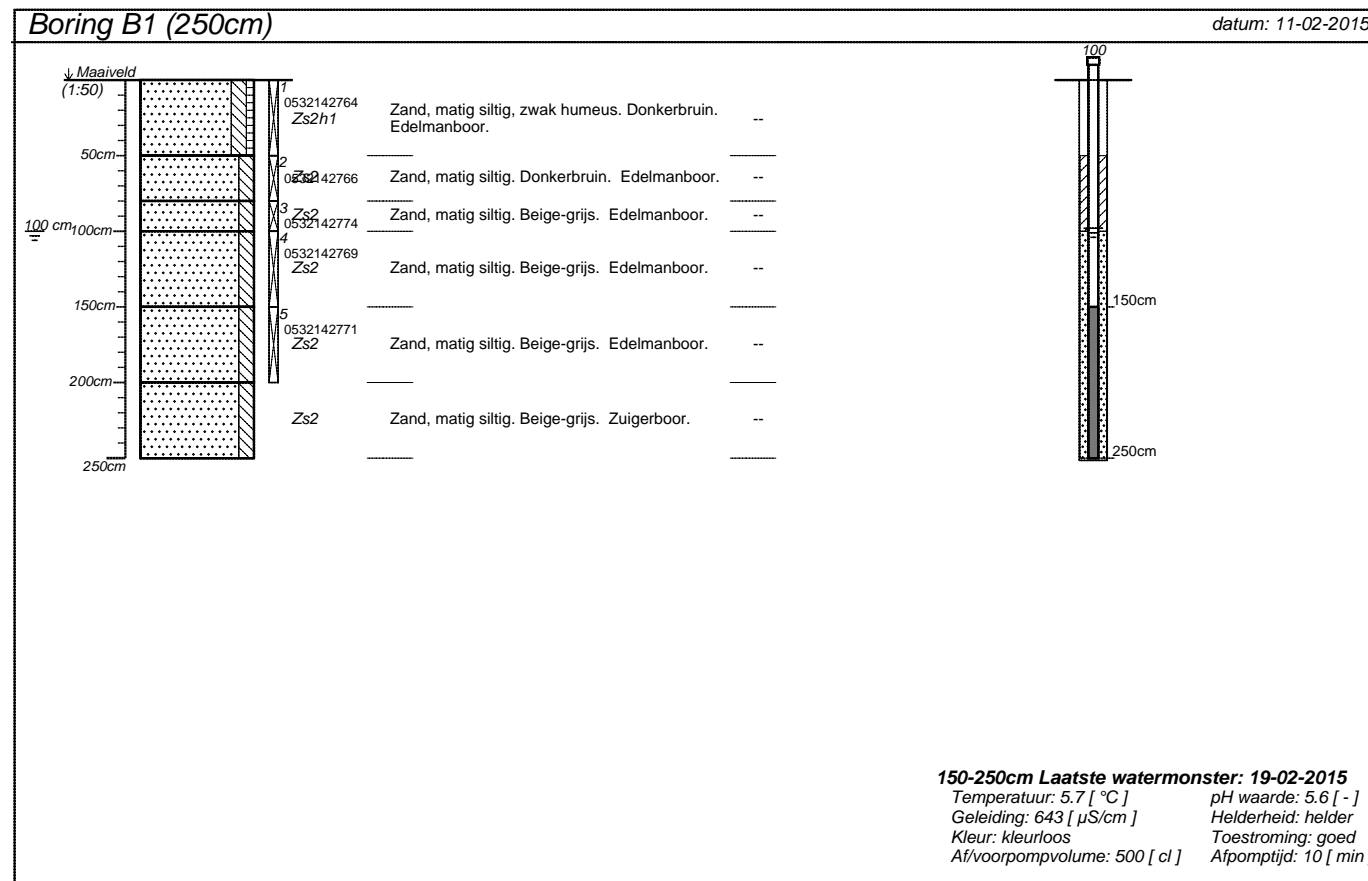 Boring B1 (250cm)
datum: 11-02-2015
Maaiveld
(1:50)
100
1
0532142764
Zs2h1
Zand, matig siltig, zwak humeus. Donkerbruin.
Edelmanboor.
--
50cm
2
0532142766
Zs2
Zand, matig siltig. Donkerbruin. Edelmanboor.
--
3
Zs2
0532142774
Zand, matig siltig. Beige-grijs. Edelmanboor.
--
100 cm
100cm
4
0532142769
Zs2
Zand, matig siltig. Beige-grijs. Edelmanboor.
--
150cm
150cm
5
0532142771
Zs2
Zand, matig siltig. Beige-grijs. Edelmanboor.
--
200cm
Zs2
Zand, matig siltig. Beige-grijs. Zuigerboor.
--
250cm
250cm
150-250cm Laatste watermonster: 19-02-2015
Temperatuur: 5.7 [ °C ] pH waarde: 5.6 [ - ]
Geleiding: 643 [ µS/cm ] Helderheid: helder
Kleur: kleurloos Toestroming: goed
Af/voorpompvolume: 500 [ cl ] Afpomptijd: 10 [ min